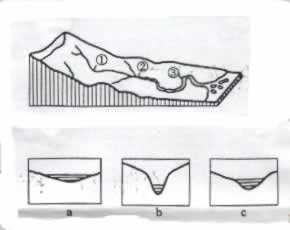 ① ② ③
a b c